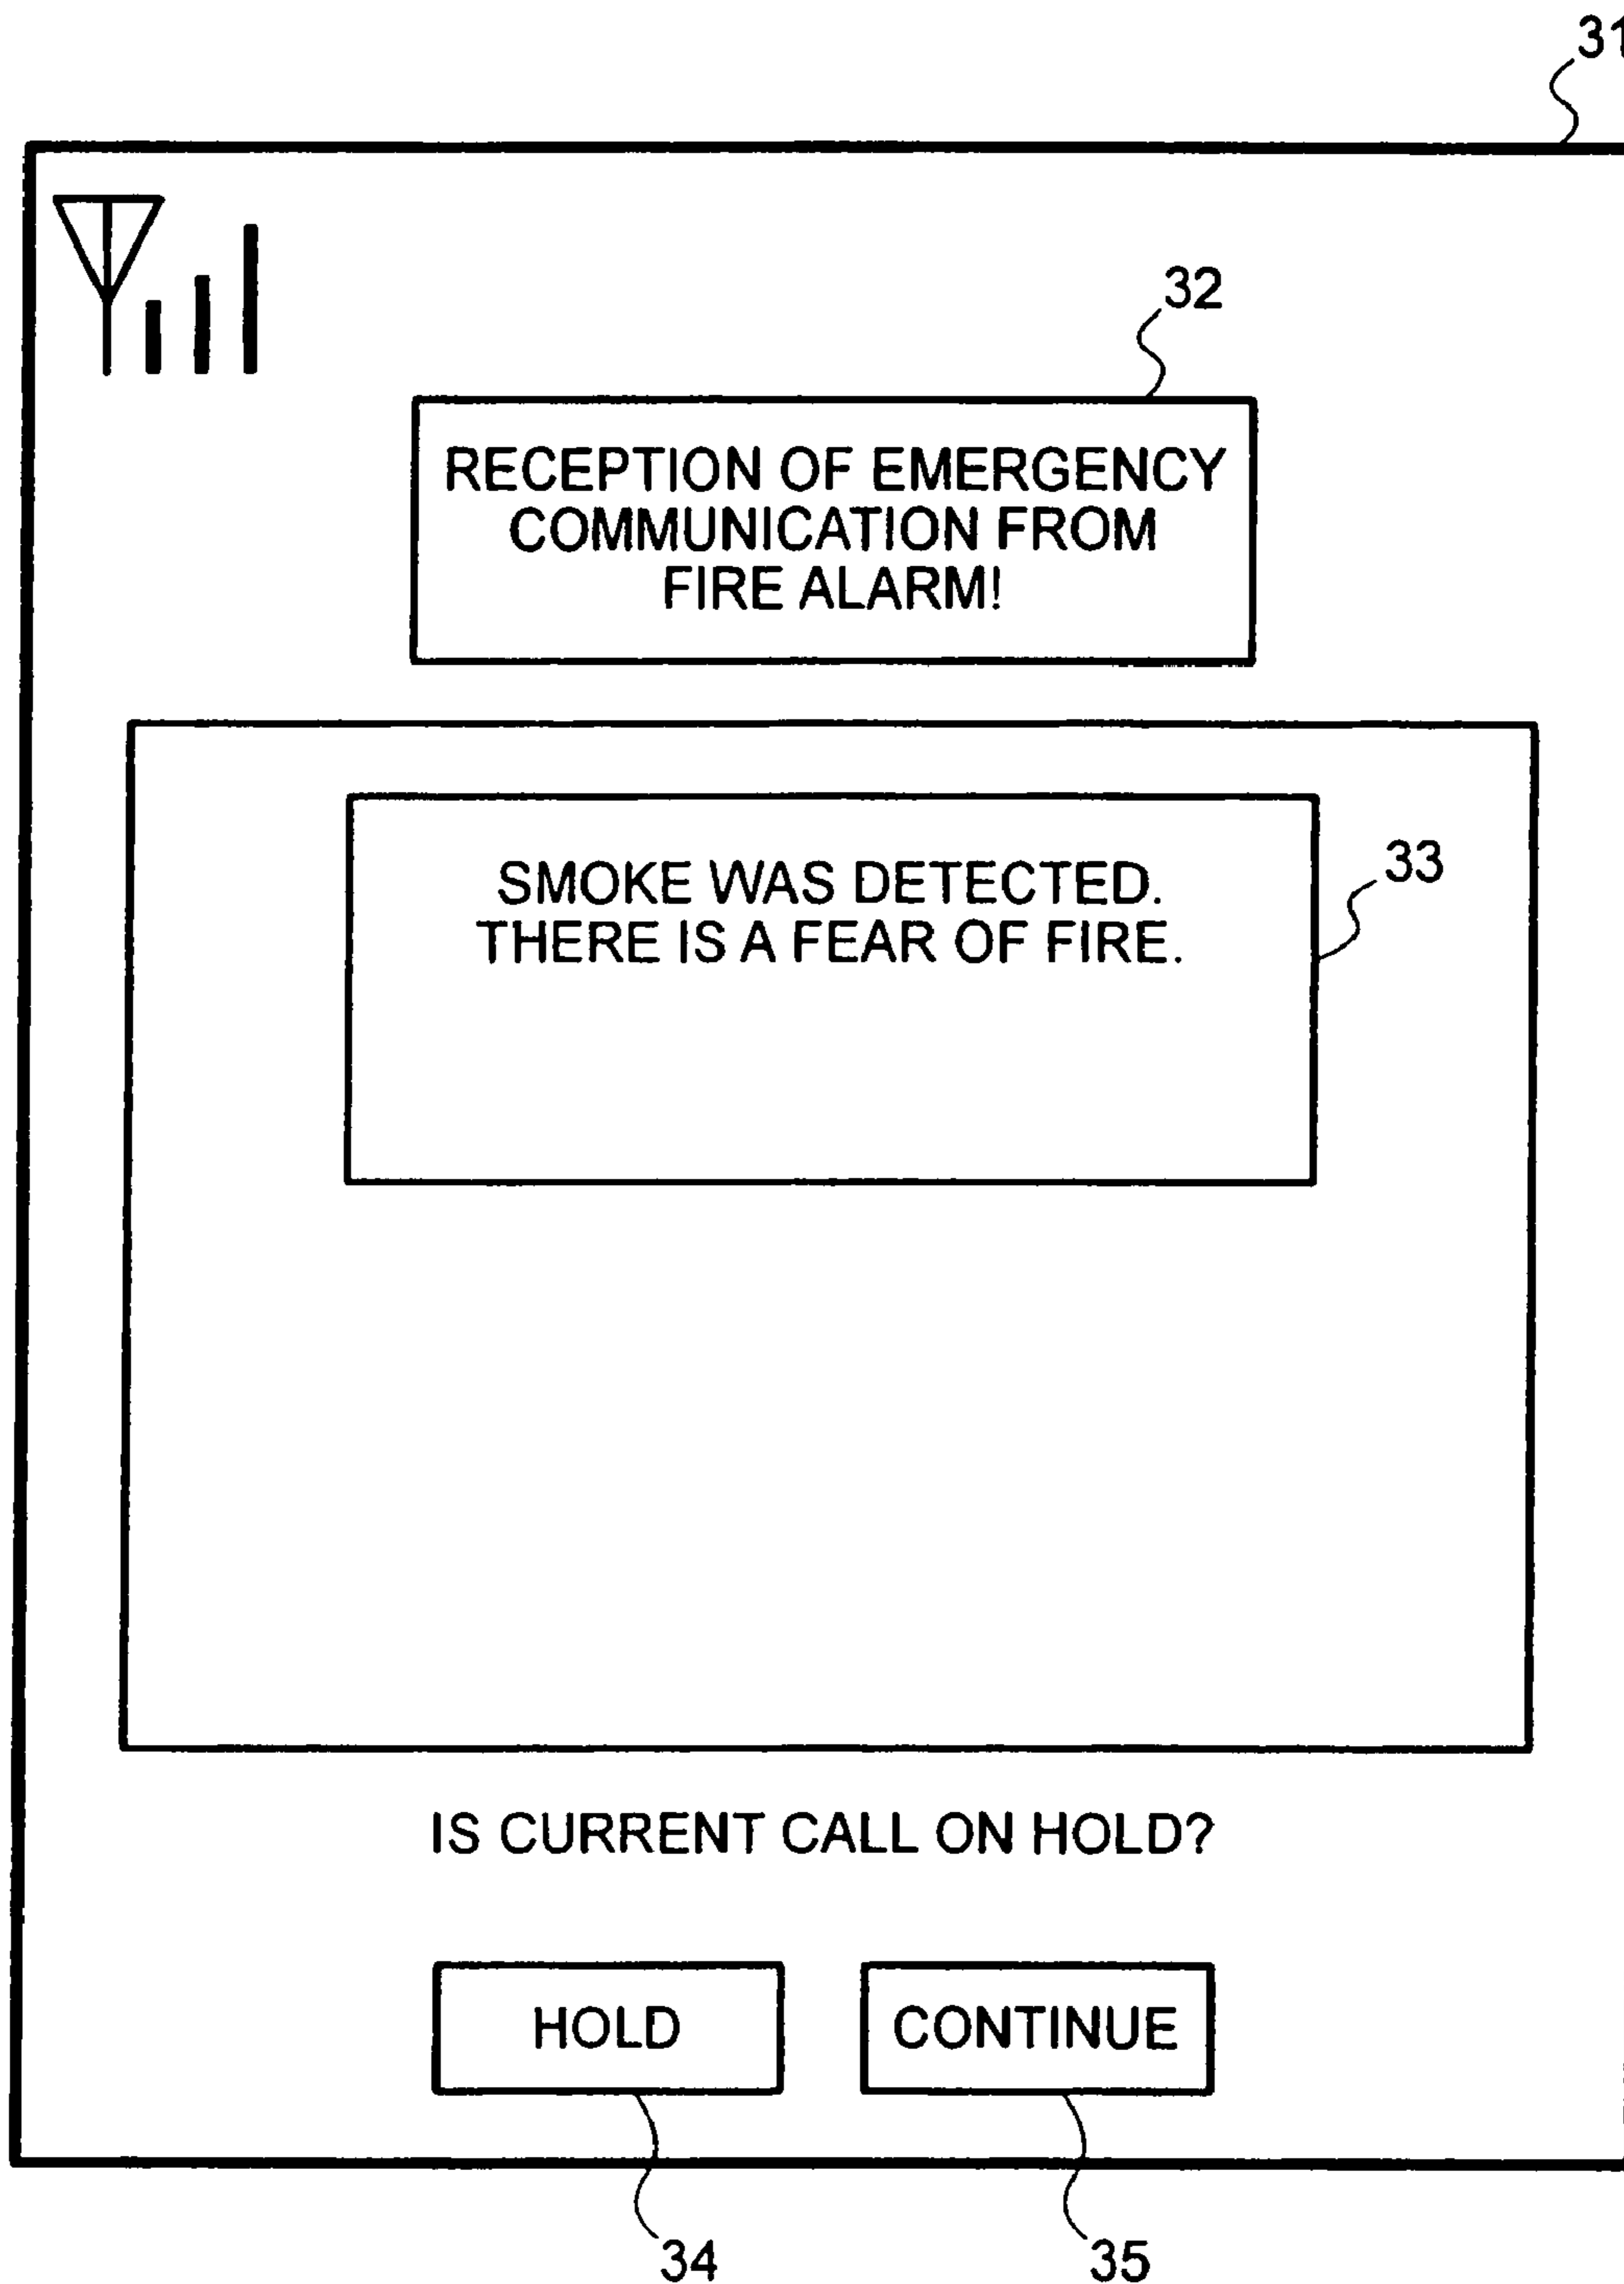 31
32
RECEPTION OF EMERGENCY
COMMUNICATION FROM
FIRE ALARM!
SMOKE WAS DETECTED.
THERE IS A FEAR OF FIRE.
33
IS CURRENT CALL ON HOLD?
HOLD
CONTINUE
34
35